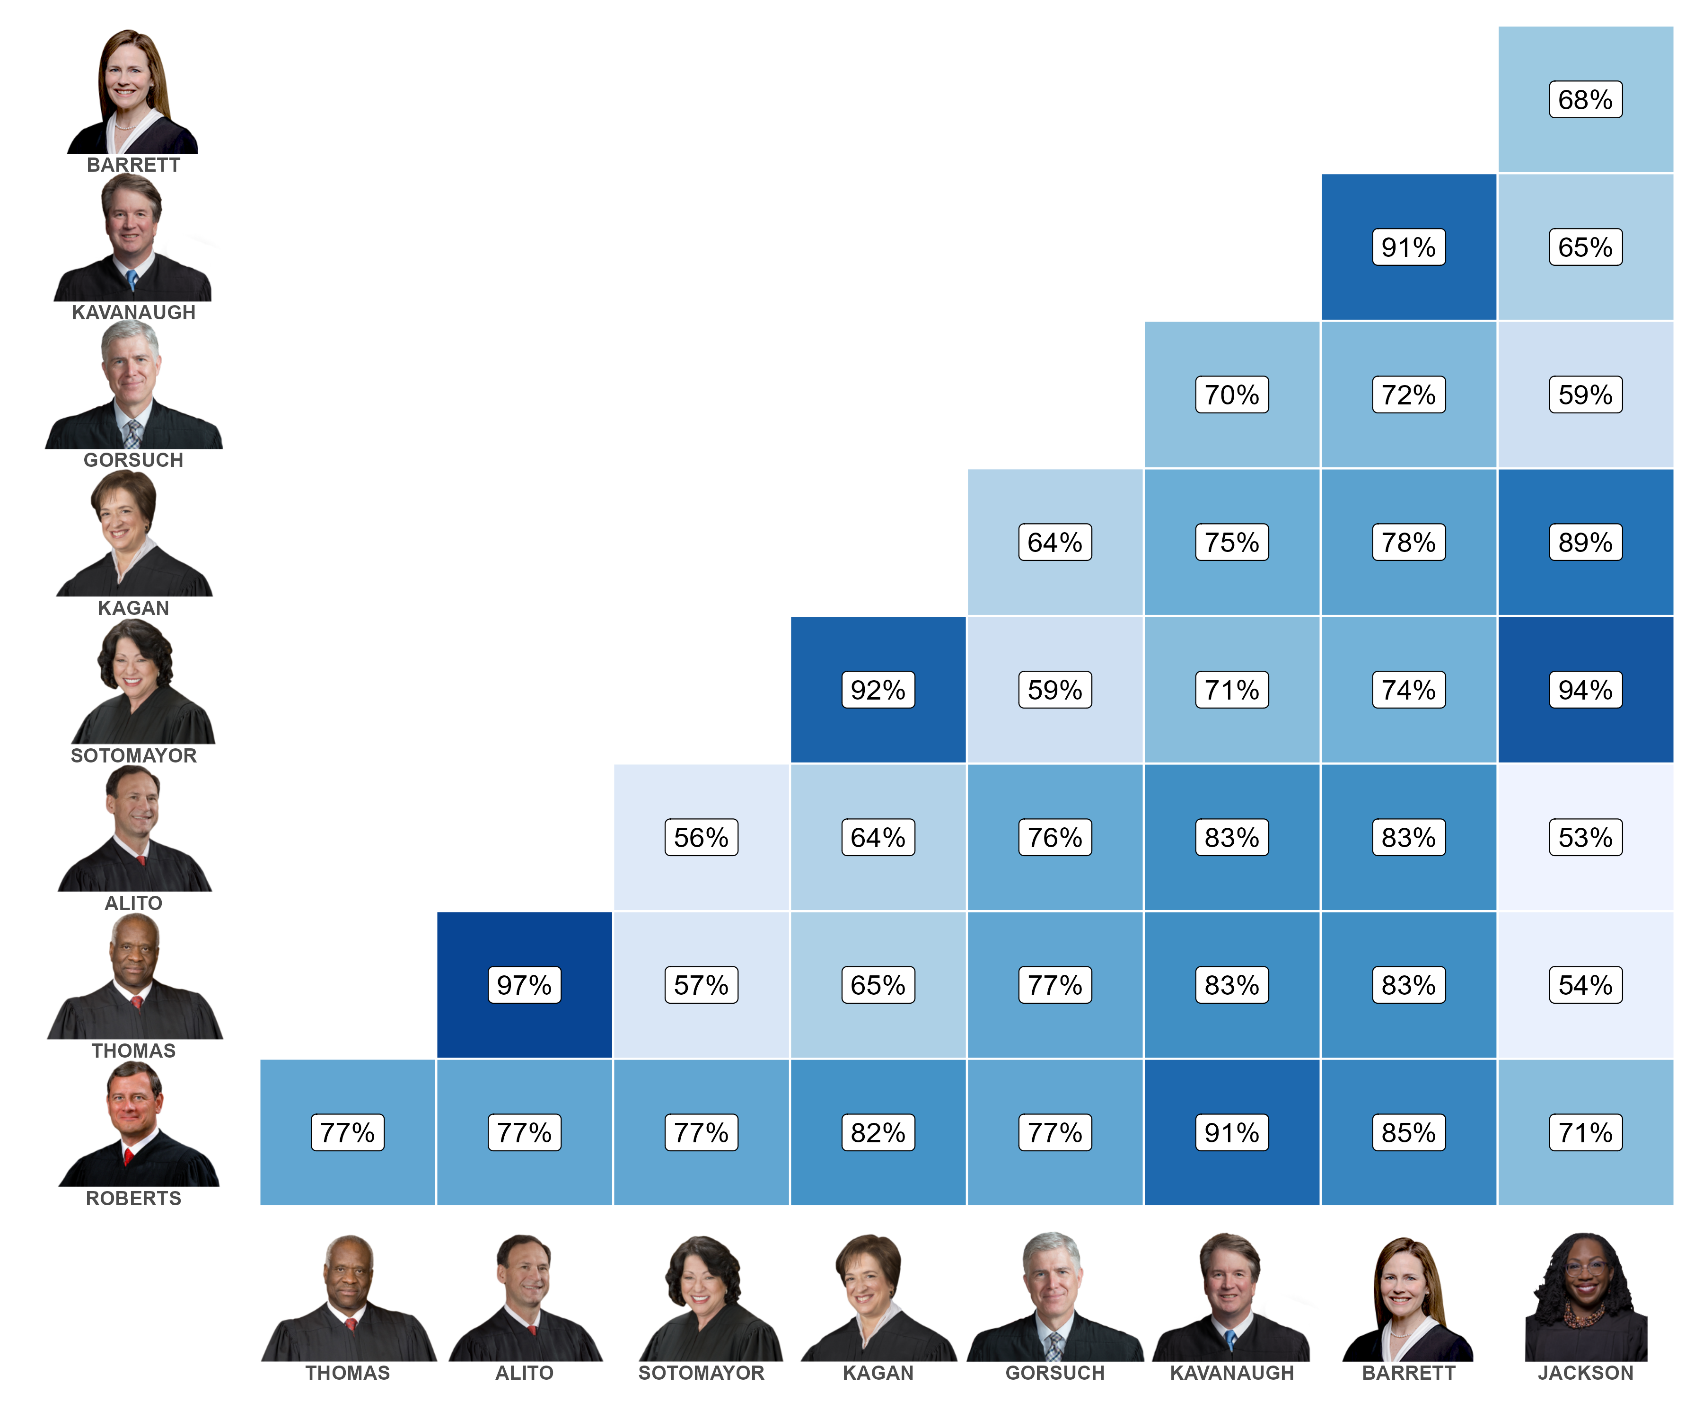 68%
BARRETT
91% 65%
KAVANAUGH
70% 72% 59%
GORSUCH
64% 75% 78% 89%
KAGAN
92% 59% 71% 74% 94%
SOTOMAYOR
56% 64% 76% 83% 83% 53%
ALITO
97% 57% 65% 77% 83% 83% 54%
THOMAS
77% 77% 77% 82% 77% 91% 85% 71%
ROBERTS
THOMAS ALITO SOTOMAYOR KAGAN GORSUCH KAVANAUGH BARRETT JACKSON